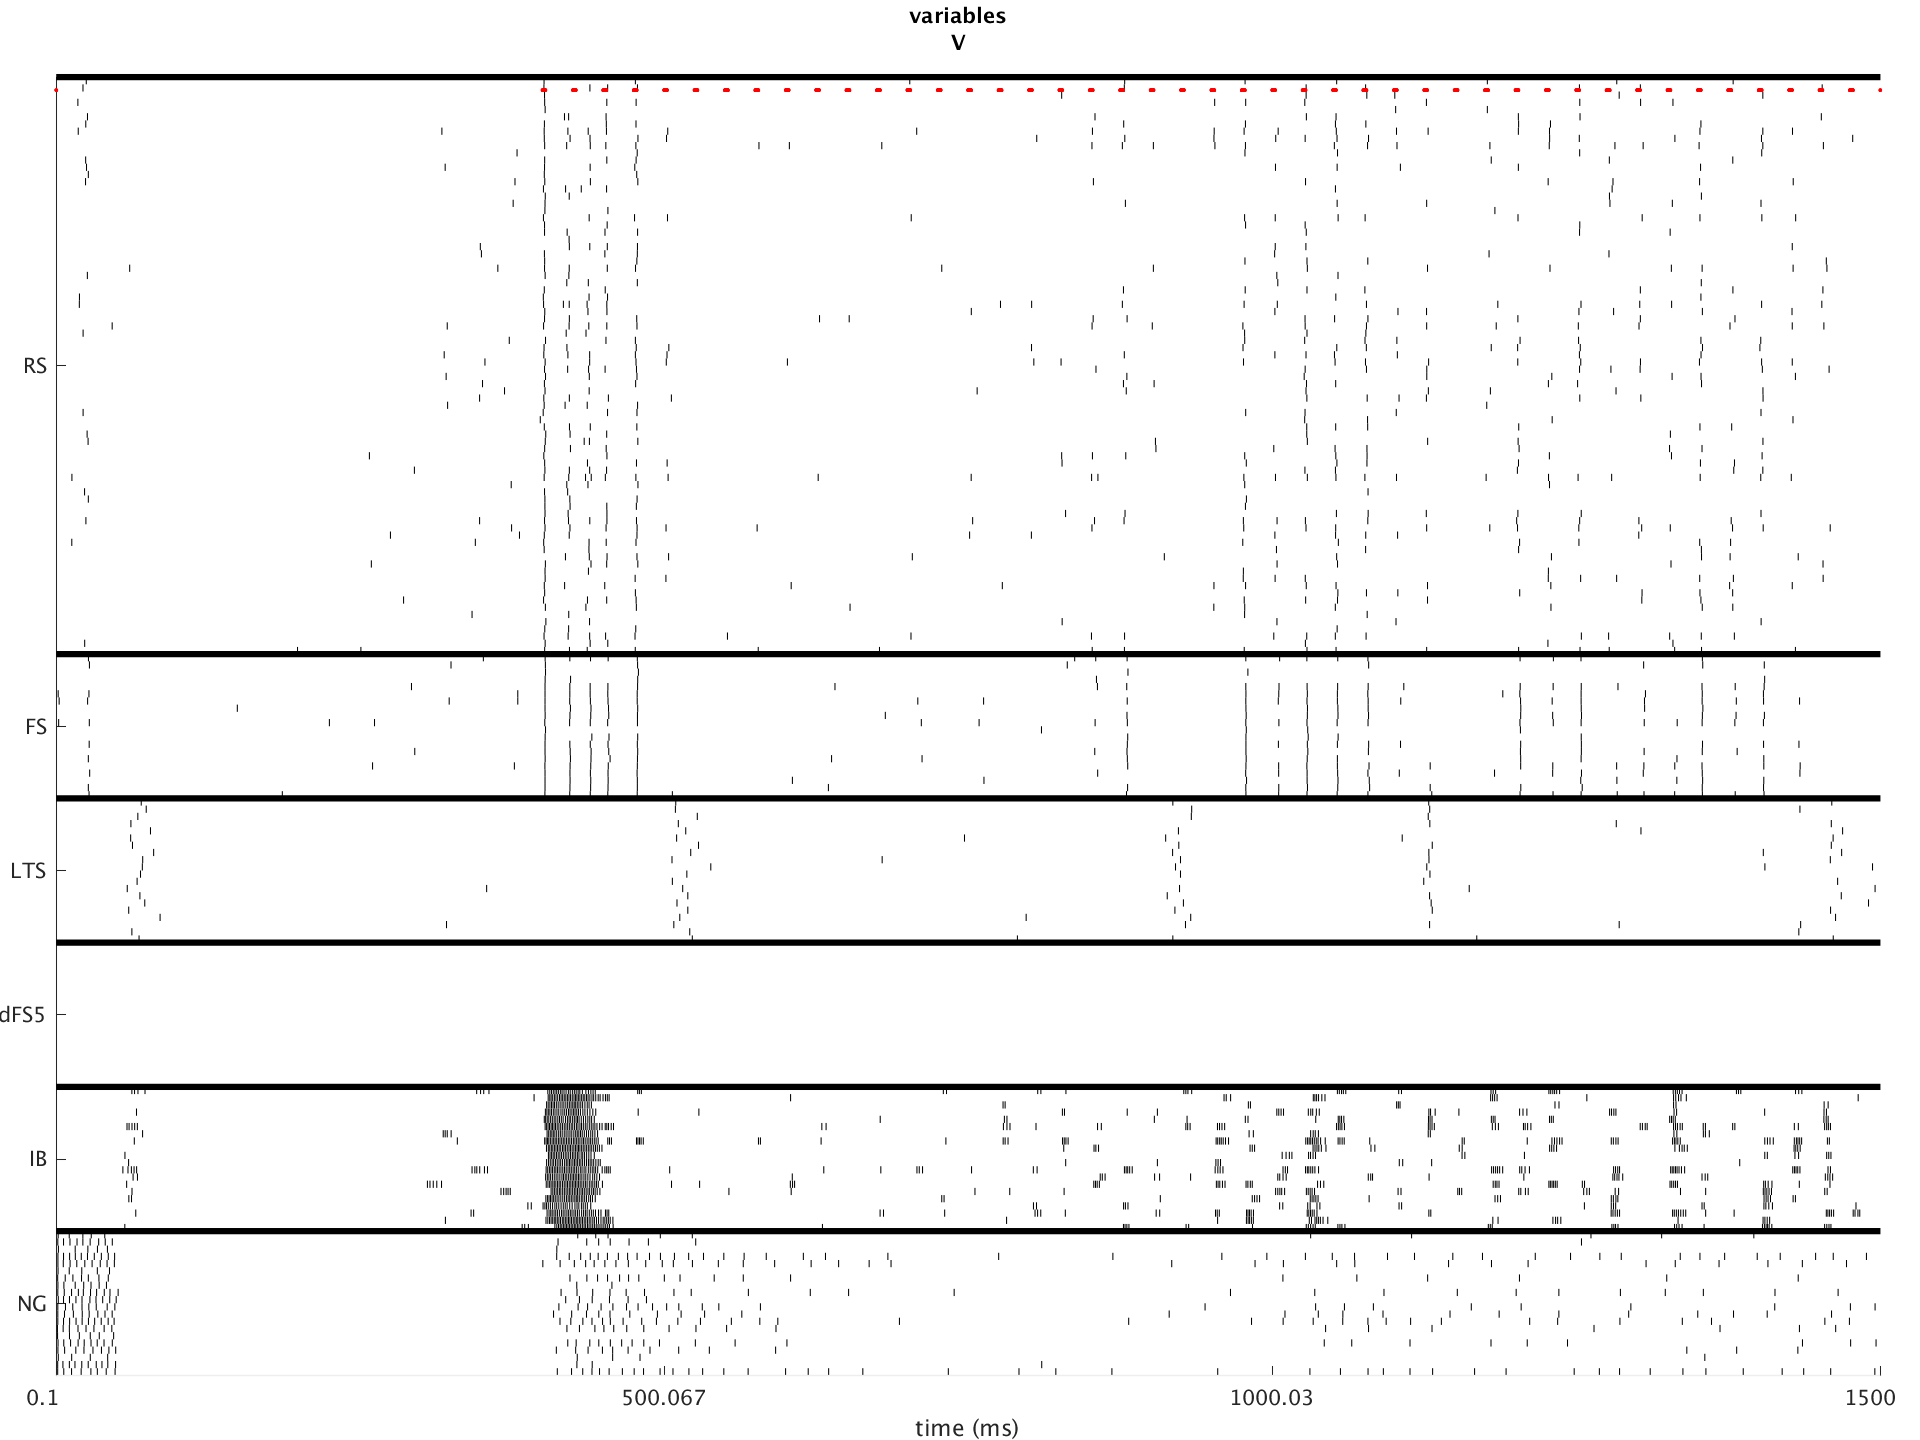 variables
V
RS
FS
LTS
dFS5
IB
NG
0.1
500.067
1000.03
1500
time (ms)